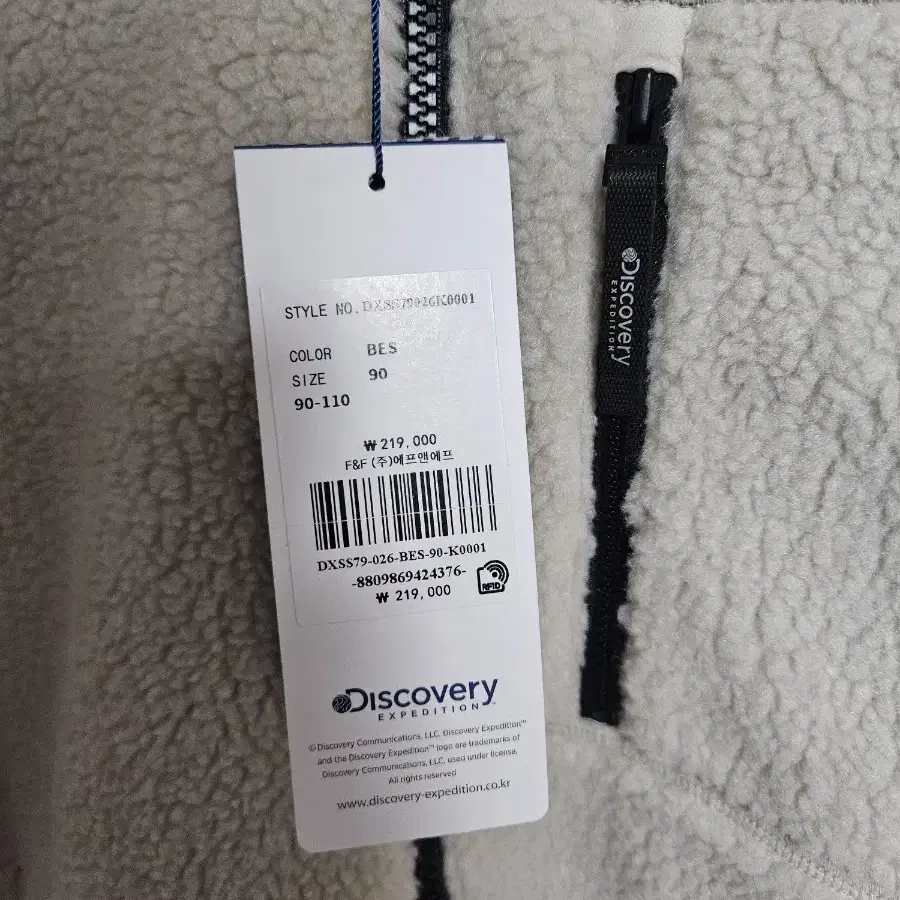 STYLE NO. DXSS79026K0001
COLOR BES
SIZE 90
90-110
₩ 219,000
F&F (주)에프앤에프
DXSS79-026-BES-90-K0001
-8809869424376-
₩ 219,000
RFID
DISCOVERY
EXPEDITION
© Discovery Communications, LLC. Discovery Expedition™
and the Discovery Expedition™ logo are trademarks of
Discovery Communications, LLC. used under license.
All rights reserved
www.discovery-expedition.co.kr
DISCOVERY
EXPEDITION